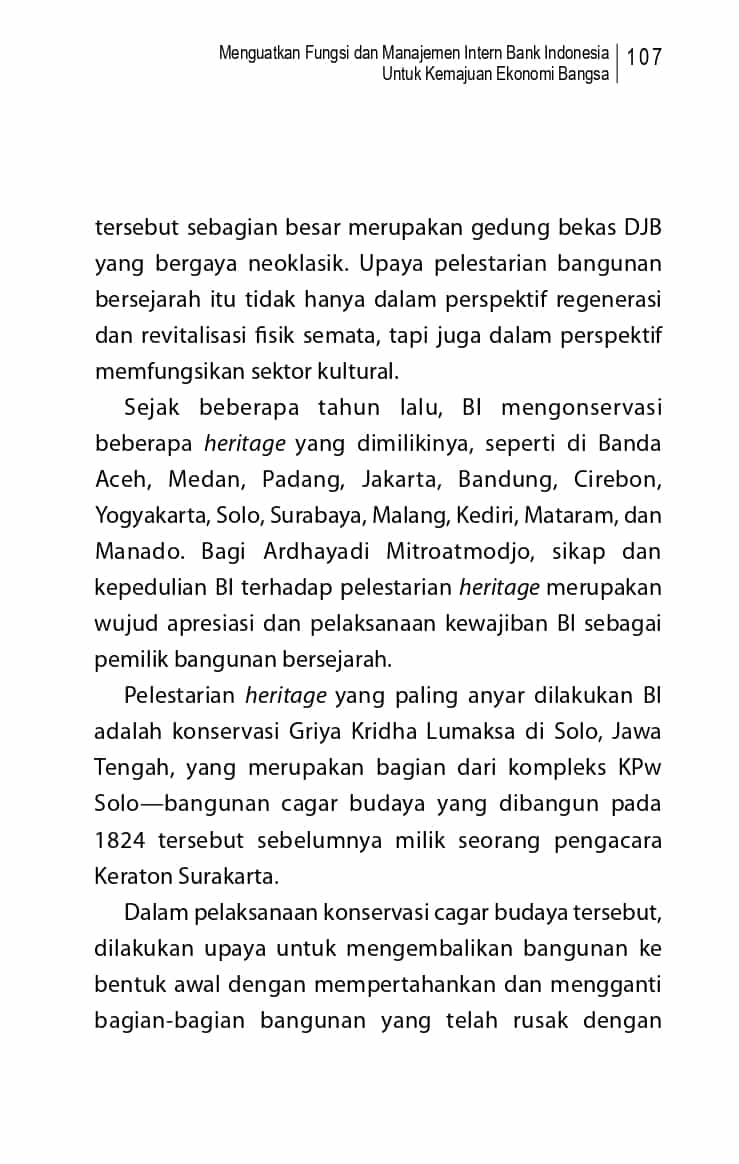 Menguatkan Fungsi dan Manajemen Intern Bank Indonesia
Untuk Kemajuan Ekonomi Bangsa
107
tersebut sebagian besar merupakan gedung bekas DJB
yang bergaya neoklasik. Upaya pelestarian bangunan
bersejarah itu tidak hanya dalam perspektif regenerasi
dan revitalisasi fisik semata, tapi juga dalam perspektif
memfungsikan sektor kultural.
Sejak beberapa tahun lalu, BI mengonservasi
beberapa heritage yang dimilikinya, seperti di Banda
Aceh, Medan, Padang, Jakarta, Bandung, Cirebon,
Yogyakarta, Solo, Surabaya, Malang, Kediri, Mataram, dan
Manado. Bagi Ardhayadi Mitroatmodjo, sikap dan
kepedulian BI terhadap pelestarian heritage merupakan
wujud apresiasi dan pelaksanaan kewajiban BI sebagai
pemilik bangunan bersejarah.
Pelestarian heritage yang paling anyar dilakukan BI
adalah konservasi Griya Kridha Lumaksa di Solo, Jawa
Tengah, yang merupakan bagian dari kompleks KPw
Solo—bangunan cagar budaya yang dibangun pada
1824 tersebut sebelumnya milik seorang pengacara
Keraton Surakarta.
Dalam pelaksanaan konservasi cagar budaya tersebut,
dilakukan upaya untuk mengembalikan bangunan ke
bentuk awal dengan mempertahankan dan mengganti
bagian-bagian bangunan yang telah rusak dengan